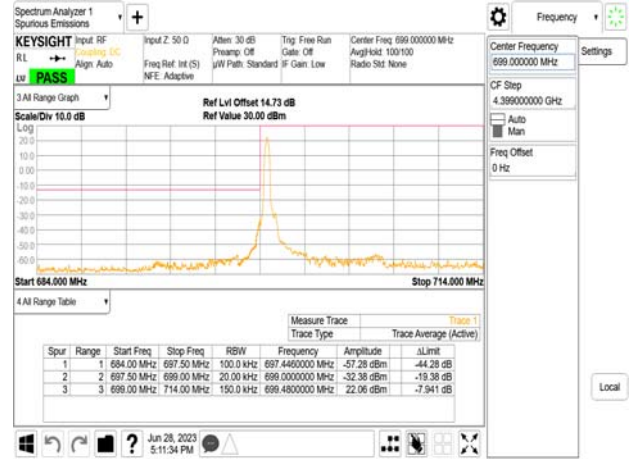 Spectrum Analyzer 1
Spurious Emissions
+
Frequency
KEYSIGHT
RL
PASS
Input: RF
Coupling: DC
Align: Auto
Input Z: 50 Ω
Freq Ref: Int (S)
NFE: Adaptive
Atten: 30 dB
Preamp: Off
µW Path: Standard
Trig: Free Run
Gate: Off
IF Gain: Low
Center Freq: 699.000000 MHz
Avg|Hold: 100/100
Radio Std: None
Center Frequency
699.000000 MHz
Settings
CF Step
4.399000000 GHz
Auto
Man
Freq Offset
0 Hz
3 All Range Graph
Scale/Div 10.0 dB
Ref Lvl Offset 14.73 dB
Ref Value 30.00 dBm
Log
20.0
10.0
0.00
-10.0
-20.0
-30.0
-40.0
-50.0
-60.0
Start 684.000 MHz
Stop 714.000 MHz
4 All Range Table
Measure Trace Trace 1
Trace Type Trace Average (Active)
Spur Range Start Freq Stop Freq RBW Frequency Amplitude ΔLimit
1 1 684.00 MHz 697.50 MHz 100.0 kHz 697.4460000 MHz -57.28 dBm -44.28 dB
2 2 697.50 MHz 699.00 MHz 20.00 kHz 699.0000000 MHz -32.38 dBm -19.38 dB
3 3 699.00 MHz 714.00 MHz 150.0 kHz 699.4800000 MHz 22.06 dBm -7.941 dB
Local
?
Jun 28, 2023
5:11:34 PM